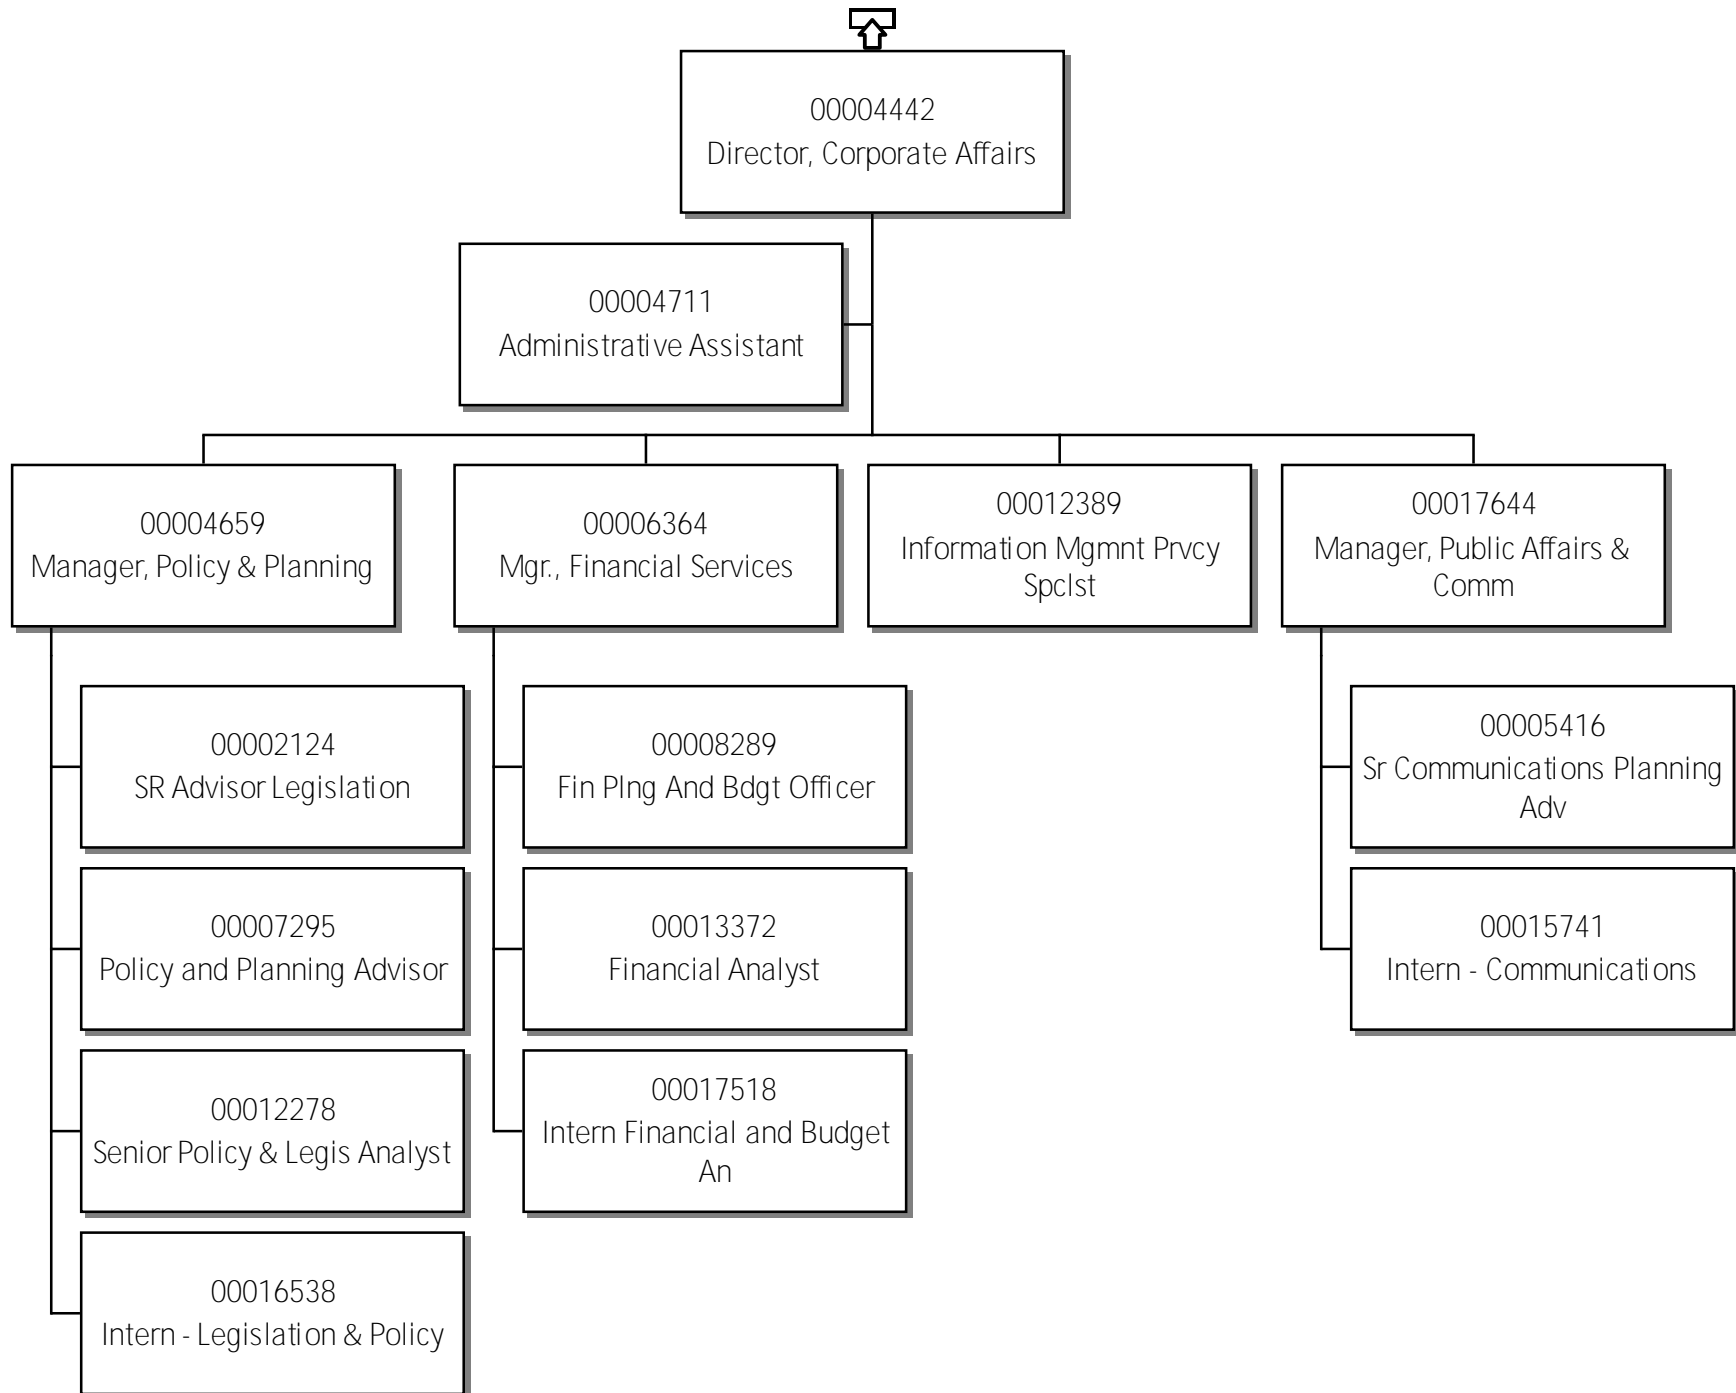 00004442
Director, Corporate Affairs
00004711
Administrative Assistant
00004659
Manager, Policy & Planning
00006364
Mgr., Financial Services
00012389
Information Mgmnt Prvcy
Spclst
00017644
Manager, Public Affairs &
Comm
00002124
SR Advisor Legislation
00007295
Policy and Planning Advisor
00012278
Senior Policy & Legis Analyst
00016538
Intern - Legislation & Policy
00008289
Fin Plng And Bdgt Officer
00013372
Financial Analyst
00017518
Intern Financial and Budget
An
00005416
Sr Communications Planning
Adv
00015741
Intern - Communications